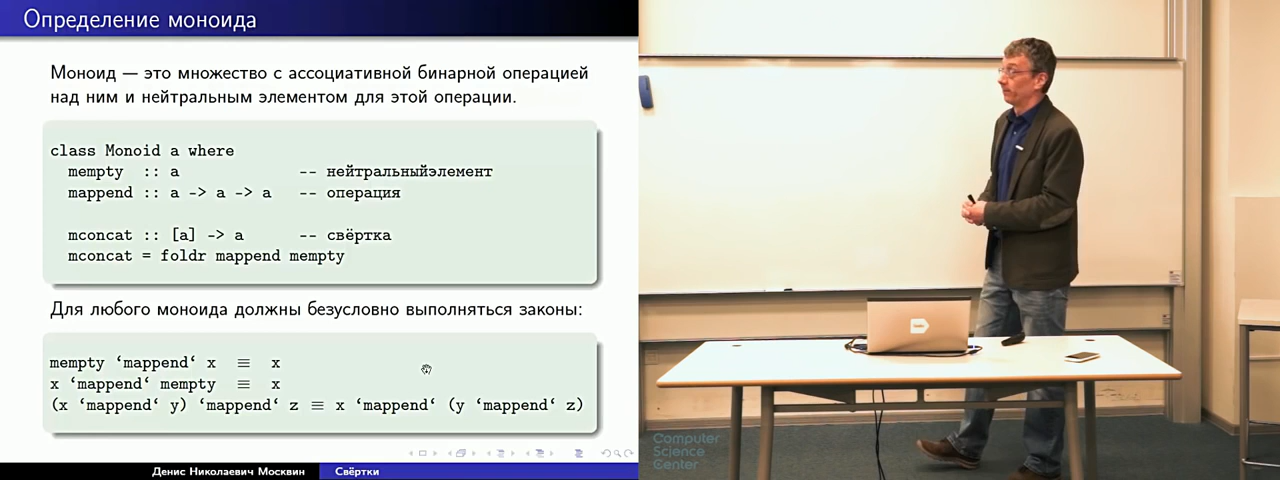 Определение моноида
Моноид — это множество с ассоциативной бинарной операцией
над ним и нейтральным элементом для этой операции.
class Monoid a where
mempty :: a -- нейтральныйэлемент
mappend :: a -> a -> a -- операция
mconcat :: [a] -> a -- свёртка
mconcat = foldr mappend mempty
Для любого моноида должны безусловно выполняться законы:
mempty ‘mappend‘ x ≡ x
x ‘mappend‘ mempty ≡ x
(x ‘mappend‘ y) ‘mappend‘ z ≡ x ‘mappend‘ (y ‘mappend‘ z)
Денис Николаевич Москвин Свёртки
Computer
Science
Center